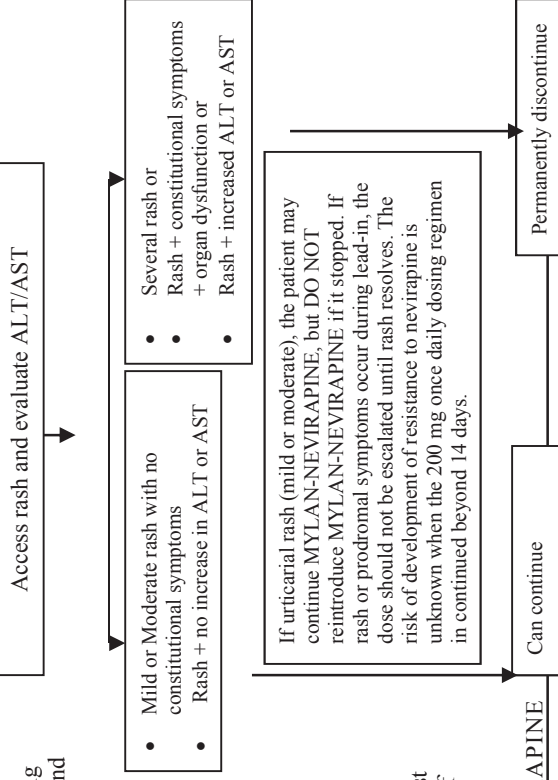 Access rash and evaluate ALT/AST
• Mild or Moderate rash with no
constitutional symptoms
• Rash + no increase in ALT or AST
• Several rash or
• Rash + constitutional symptoms
+ organ dysfunction or
• Rash + increased ALT or AST
If urticarial rash (mild or moderate), the patient may
continue MYLAN-NEVIRAPINE, but DO NOT
reintroduce MYLAN-NEVIRAPINE if it stopped. If
rash or prodromal symptoms occur during lead-in, the
dose should not be escalated until rash resolves. The
risk of development of resistance to nevirapine is
unknown when the 200 mg once daily dosing regimen
in continued beyond 14 days.
Can continue
Permanently discontinue
APINE
g
nd
st